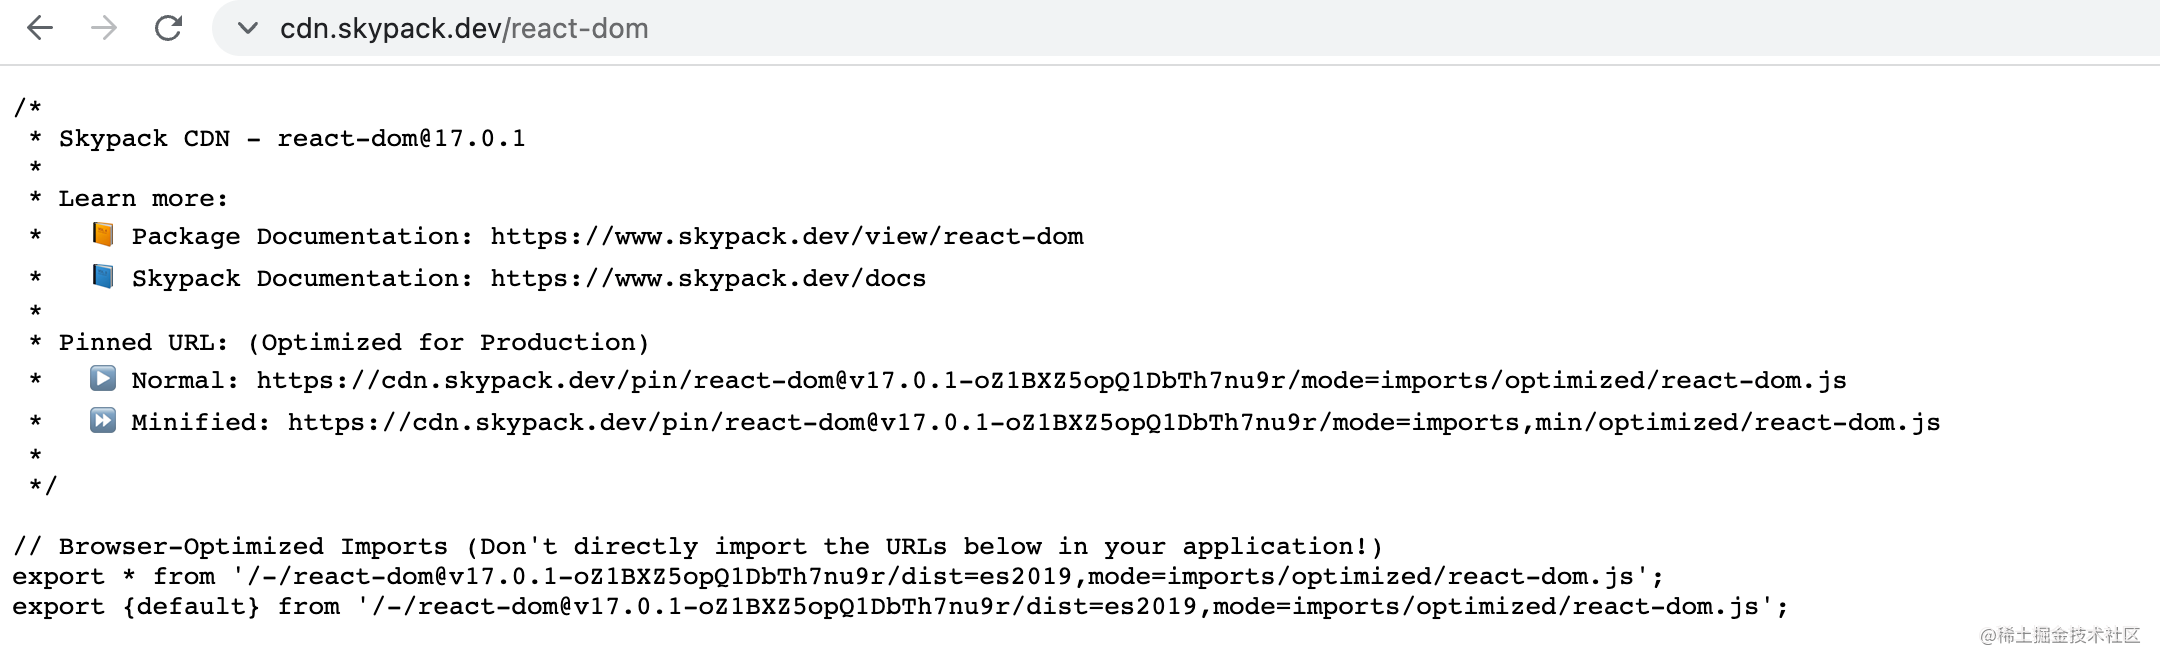 cdn.skypack.dev/react-dom
/*
 * Skypack CDN - react-dom@17.0.1
 *
 * Learn more:
 *   📙 Package Documentation: https://www.skypack.dev/view/react-dom
 *   📘 Skypack Documentation: https://www.skypack.dev/docs
 *
 * Pinned URL: (Optimized for Production)
 *   ▶️ Normal: https://cdn.skypack.dev/pin/react-dom@v17.0.1-oZ1BXZ5opQ1DbTh7nu9r/mode=imports/optimized/react-dom.js
 *   ⏩ Minified: https://cdn.skypack.dev/pin/react-dom@v17.0.1-oZ1BXZ5opQ1DbTh7nu9r/mode=imports,min/optimized/react-dom.js
 *
 */
// Browser-Optimized Imports (Don't directly import the URLs below in your application!)
export * from '/-/react-dom@v17.0.1-oZ1BXZ5opQ1DbTh7nu9r/dist=es2019,mode=imports/optimized/react-dom.js';
export {default} from '/-/react-dom@v17.0.1-oZ1BXZ5opQ1DbTh7nu9r/dist=es2019,mode=imports/optimized/react-dom.js';
@稀土掘金技术社区